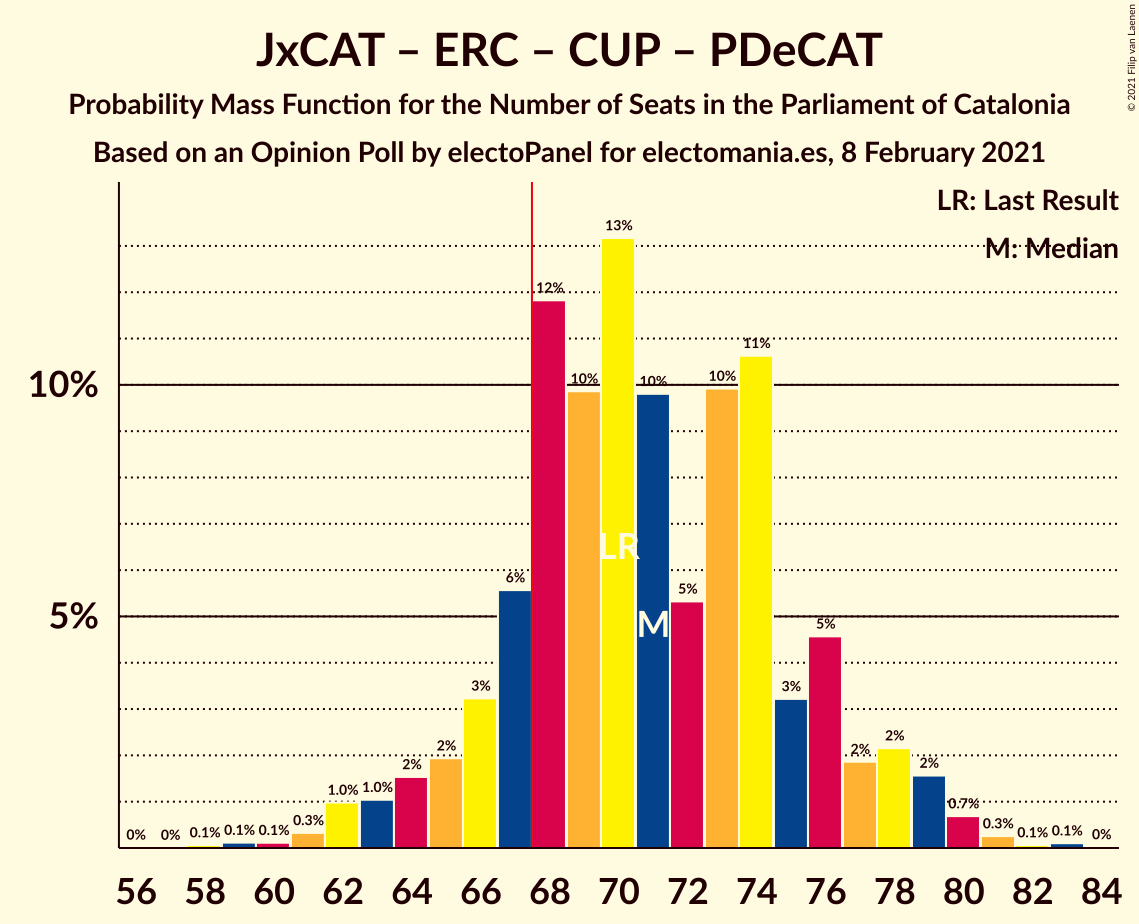 © 2021 Filip van Laenen
JxCAT – ERC – CUP – PDeCAT
Probability Mass Function for the Number of Seats in the Parliament of Catalonia
Based on an Opinion Poll by electoPanel for electomania.es, 8 February 2021
LR: Last Result
M: Median
10%
5%
0% 0% 0.1% 0.1% 0.1% 0.3% 1.0% 1.0% 2% 2% 3% 6% 12% 10% 13% 10% 5% 10% 11% 3% 5% 2% 2% 2% 0.7% 0.3% 0.1% 0.1% 0%
LR
M
56 58 60 62 64 66 68 70 72 74 76 78 80 82 84